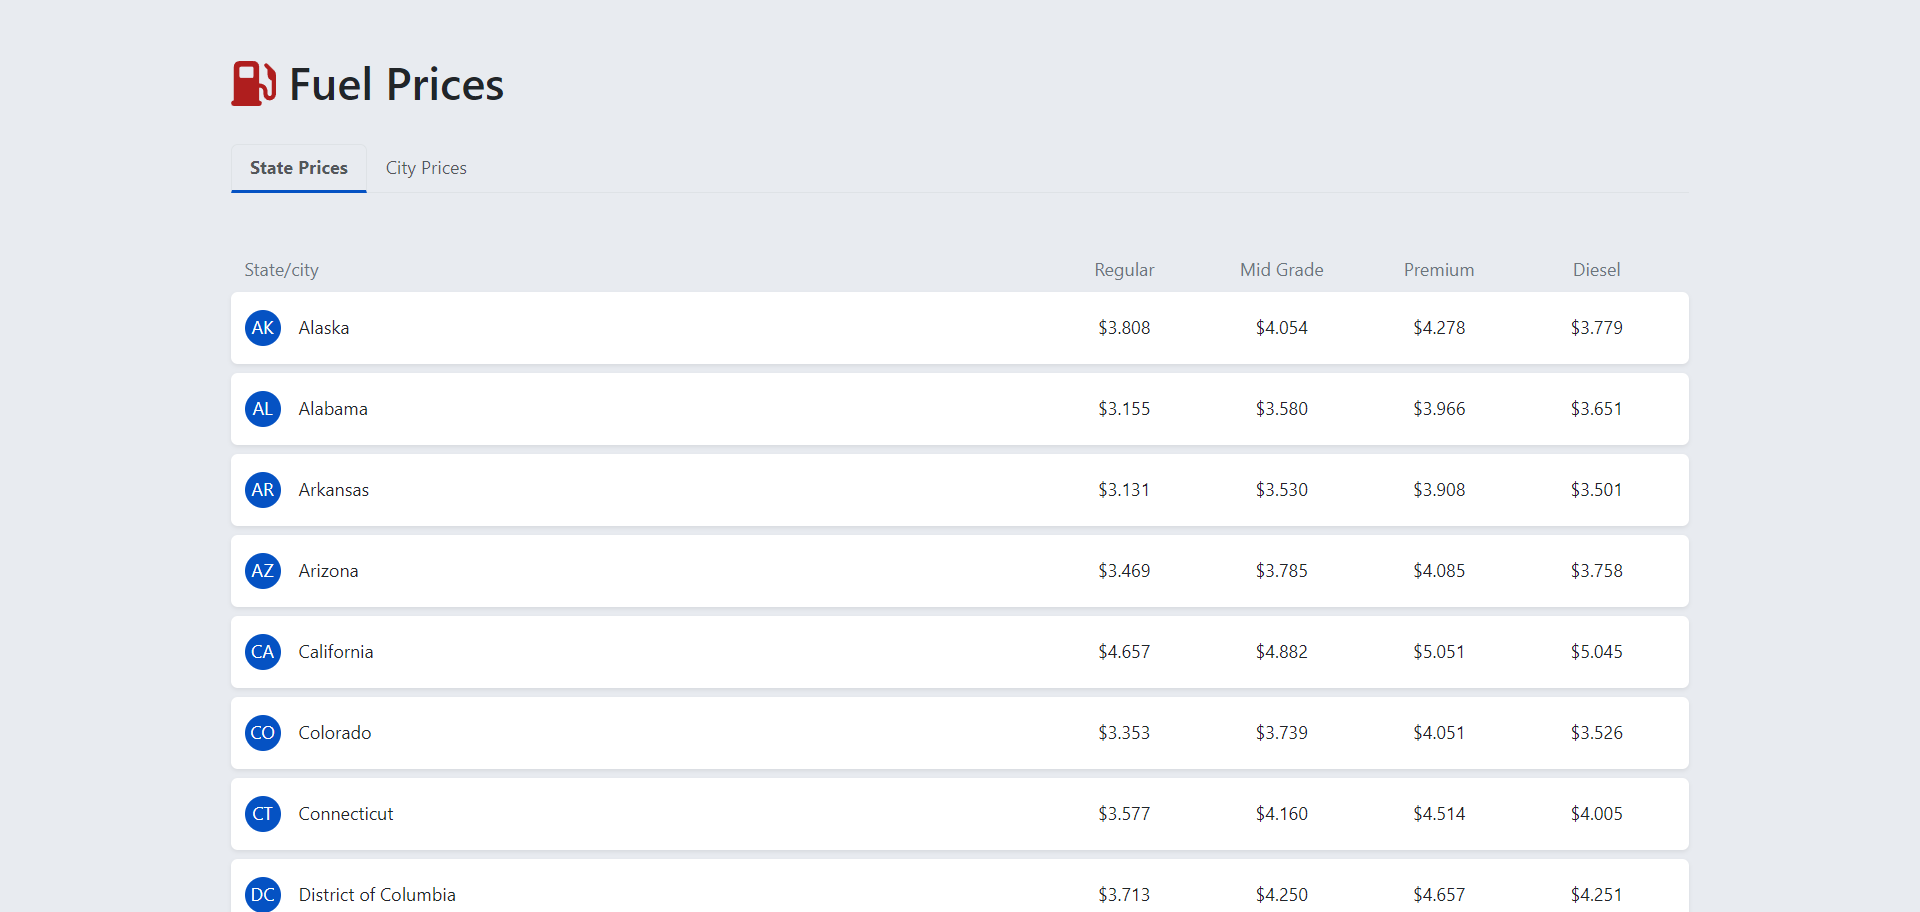 Fuel Prices
State Prices City Prices
State/city Regular Mid Grade Premium Diesel
AK Alaska $3.808 $4.054 $4.278 $3.779
AL Alabama $3.155 $3.580 $3.966 $3.651
AR Arkansas $3.131 $3.530 $3.908 $3.501
AZ Arizona $3.469 $3.785 $4.085 $3.758
CA California $4.657 $4.882 $5.051 $5.045
CO Colorado $3.353 $3.739 $4.051 $3.526
CT Connecticut $3.577 $4.160 $4.514 $4.005
DC District of Columbia $3.713 $4.250 $4.657 $4.251